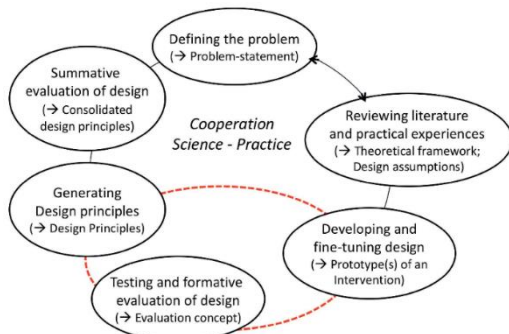 Defining the problem
(→ Problem-statement)
Summative
evaluation of design
(→ Consolidated
design principles)
Cooperation
Science - Practice
Reviewing literature
and practical experiences
(→ Theoretical framework;
Design assumptions)
Generating
Design principles
(→ Design Principles)
Developing and
fine-tuning design
(→ Prototype(s) of an
Intervention)
Testing and formative
evaluation of design
(→ Evaluation concept)